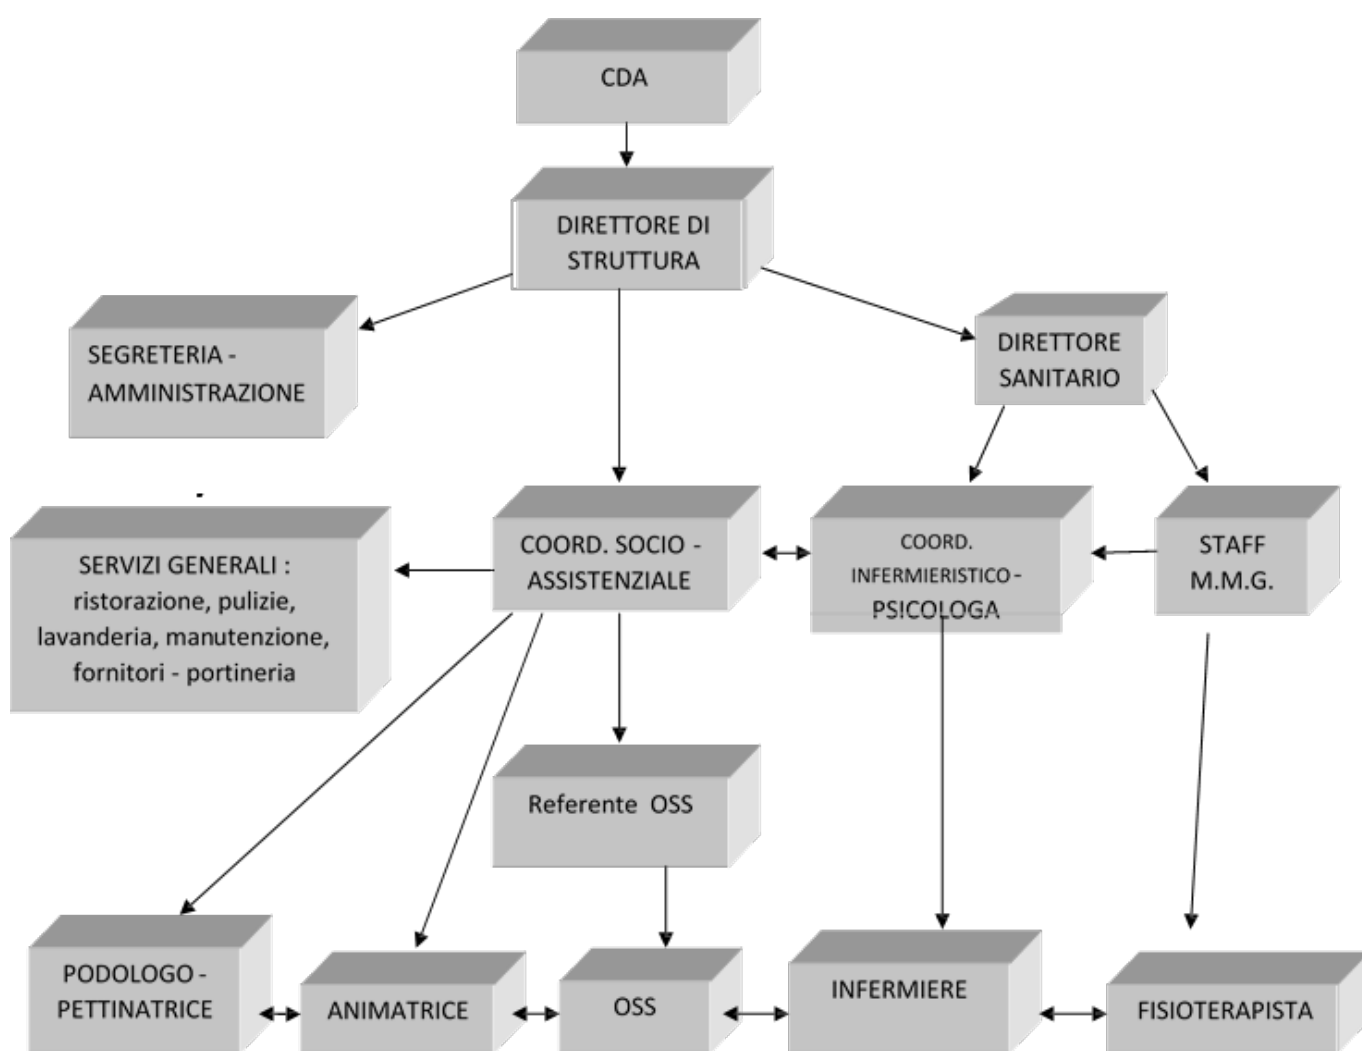 CDA
DIRETTORE DI
STRUTTURA
SEGRETERIA -
AMMINISTRAZIONE
DIRETTORE
SANITARIO
SERVIZI GENERALI :
ristorazione, pulizie,
lavanderia, manutenzione,
fornitori - portineria
COORD. SOCIO -
ASSISTENZIALE
COORD.
INFERMIERISTICO -
PSICOLOGA
STAFF
M.M.G.
Referente OSS
PODOLOGO -
PETTINATRICE
ANIMATRICE
OSS
INFERMIERE
FISIOTERAPISTA